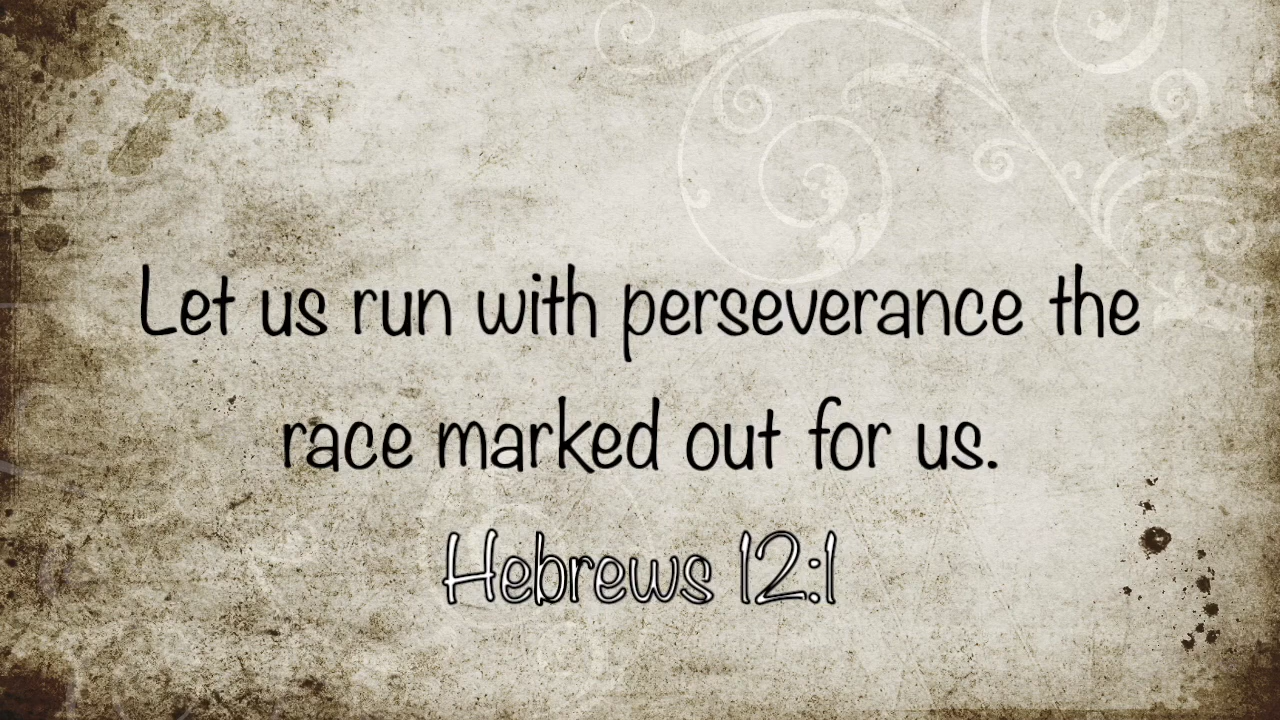 Let us run with perseverance the
race marked out for us.
Hebrews 12:1